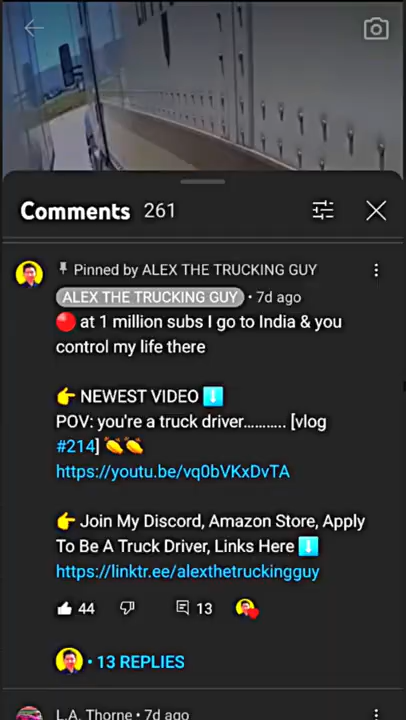 Comments 261
Pinned by ALEX THE TRUCKING GUY
ALEX THE TRUCKING GUY • 7d ago
🔴 at 1 million subs I go to India & you
control my life there
👉 NEWEST VIDEO ⬇️
POV: you're a truck driver……….. [vlog
#214] 🌮🌮
https://youtu.be/vq0bVKxDvTA
👉 Join My Discord, Amazon Store, Apply
To Be A Truck Driver, Links Here ⬇️
https://linktr.ee/alexthetruckingguy
44 13
• 13 REPLIES
L.A. Thorne • 7d ago